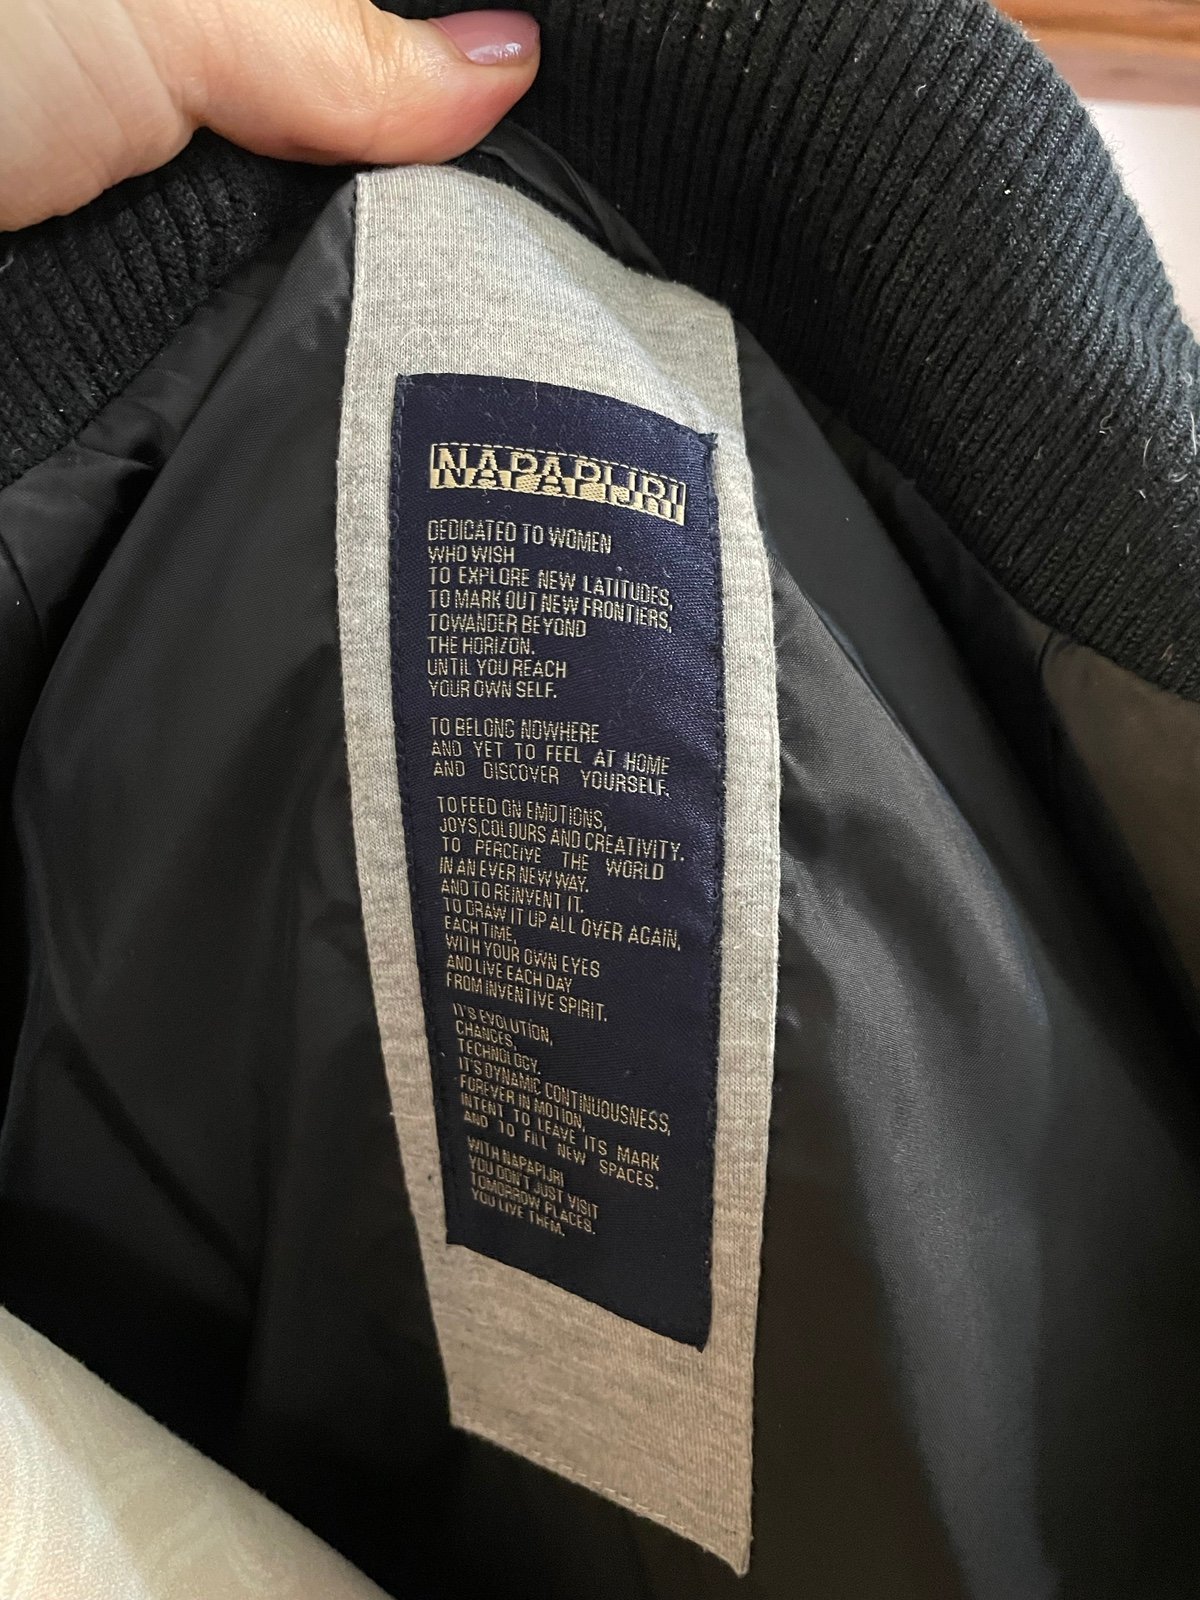 NAPAPIJRI
DEDICATED TO WOMEN
WHO WISH
TO EXPLORE NEW LATITUDES,
TO MARK OUT NEW FRONTIERS,
TO WANDER BEYOND
THE HORIZON.
UNTIL YOU REACH
YOUR OWN SELF.
TO BELONG NOWHERE
AND YET TO FEEL AT HOME
AND DISCOVER YOURSELF.
TO FEED ON EMOTIONS,
JOYS,COLOURS AND CREATIVITY.
TO PERCEIVE THE WORLD
IN AN EVER NEW WAY.
AND TO REINVENT IT.
TO DRAW IT UP ALL OVER AGAIN,
EACH TIME,
WITH YOUR OWN EYES
AND LIVE EACH DAY
FROM INVENTIVE SPIRIT.
IT'S EVOLUTION,
CHANGES,
TECHNOLOGY.
IT'S DYNAMIC CONTINUOUSNESS,
FOREVER IN MOTION,
INTENT TO LEAVE ITS MARK
AND TO FILL NEW SPACES.
WITH NAPAPIJRI
YOU DON'T JUST VISIT
TOMORROW PLACES.
YOU LIVE THEM.